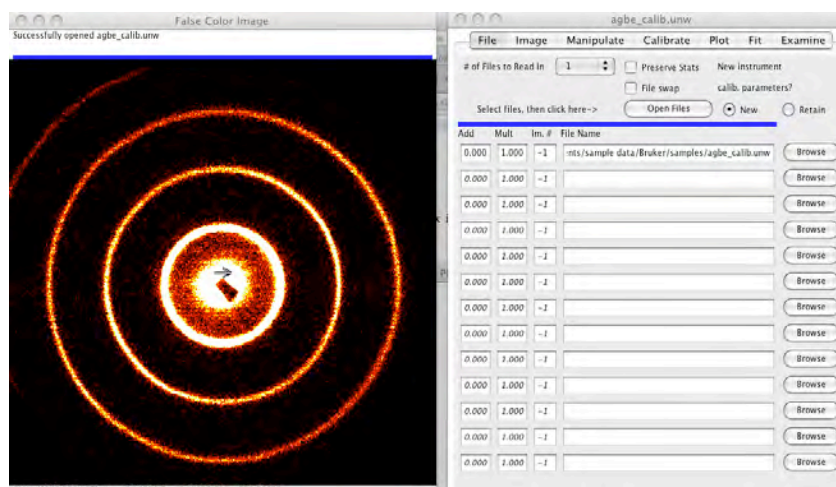 False Color Image
Successfully opened agbe_calib.unw
agbe_calib.unw
File Image Manipulate Calibrate Plot Fit Examine
# of Files to Read in 1 Preserve Stats New instrument
File swap calib. parameters?
Select files, then click here-> Open Files New Retain
Add Mult Im. # File Name
0.000 1.000 -1 :nts/sample data/Bruker/samples/agbe_calib.unw Browse
0.000 1.000 -1 Browse
0.000 1.000 -1 Browse
0.000 1.000 -1 Browse
0.000 1.000 -1 Browse
0.000 1.000 -1 Browse
0.000 1.000 -1 Browse
0.000 1.000 -1 Browse
0.000 1.000 -1 Browse
0.000 1.000 -1 Browse
0.000 1.000 -1 Browse
0.000 1.000 -1 Browse
0.000 1.000 -1 Browse